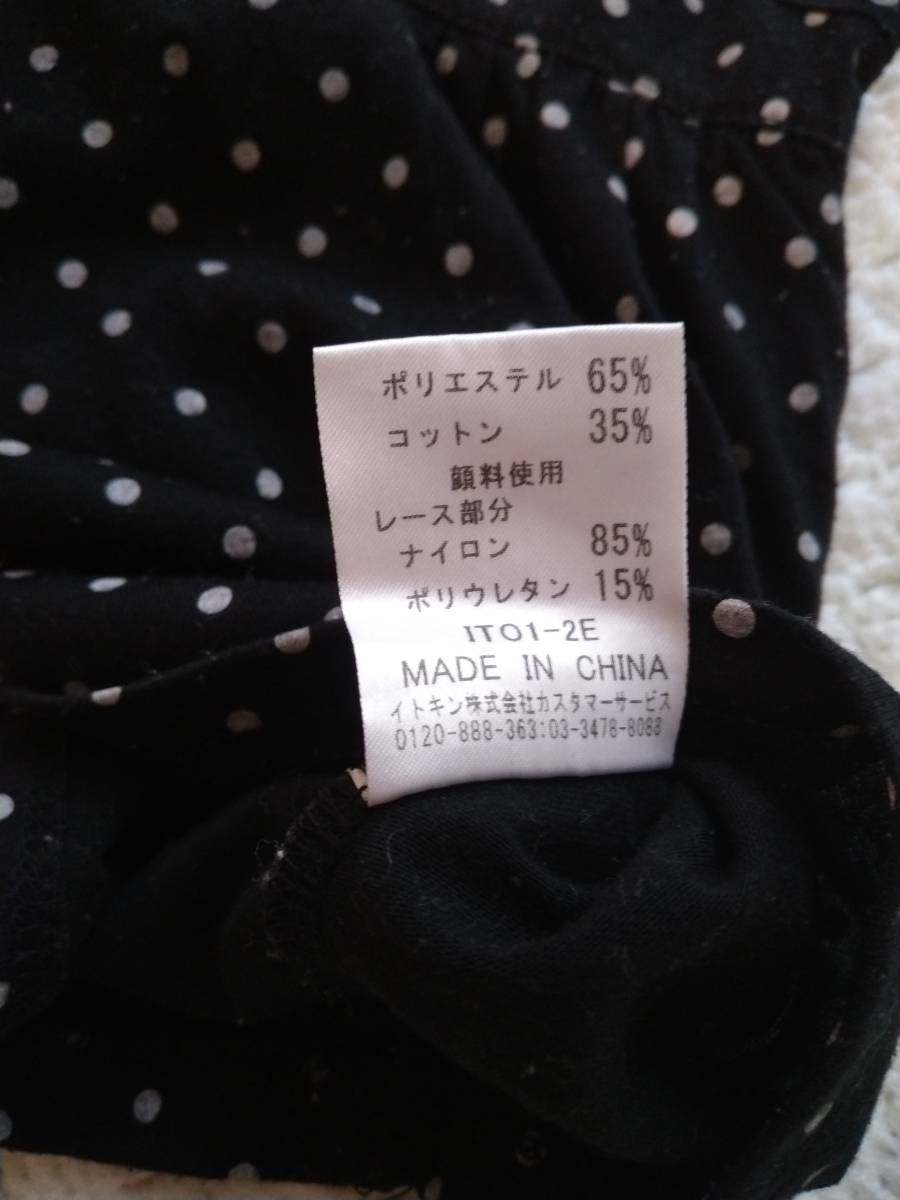 ポリエステル 65%
コットン 35%
顔料使用
レース部分
ナイロン 85%
ポリウレタン 15%
IT01-2E
MADE IN CHINA
イトキン株式会社カスタマーサービス
0120-888-363:03-3478-8088